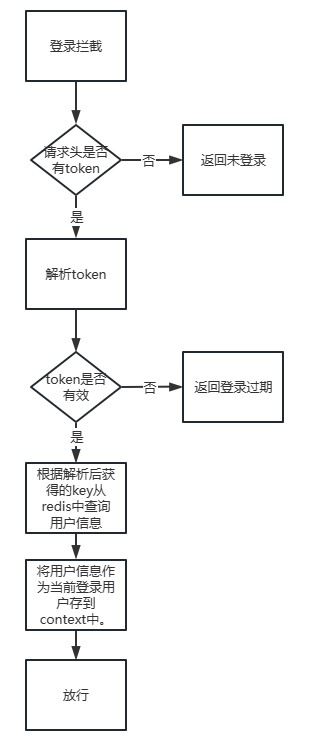 登录拦截
请求头是否
有token
否
返回未登录
是
解析token
token是否
有效
否
返回登录过期
是
根据解析后获
得的key从
redis中查询
用户信息
将用户信息作
为当前登录用
户存到
context中。
放行